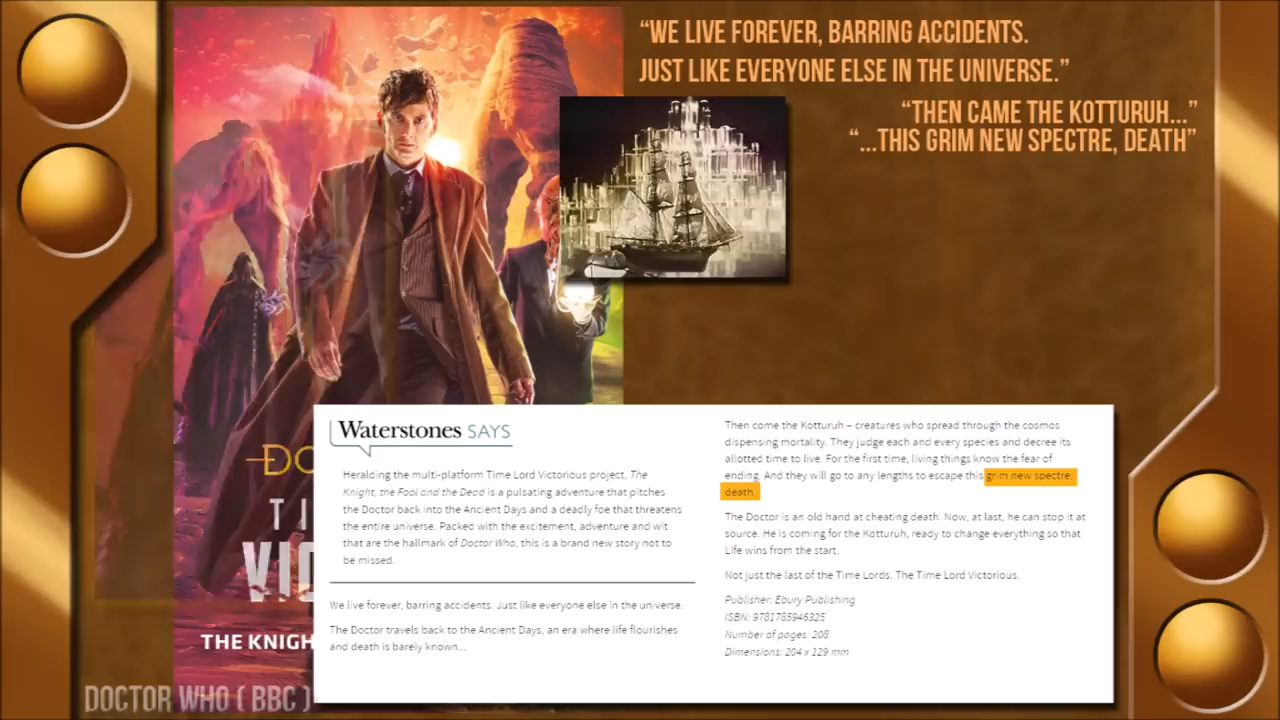 “WE LIVE FOREVER, BARRING ACCIDENTS.
JUST LIKE EVERYONE ELSE IN THE UNIVERSE.”
“THEN CAME THE KOTTURUH...”
“...THIS GRIM NEW SPECTRE, DEATH”
Waterstones SAYS
Heralding the multi-platform Time Lord Victorious project, The
Knight, the Fool and the Dead is a pulsating adventure that pitches
the Doctor back into the Ancient Days and a deadly foe that threatens
the entire universe. Packed with the excitement, adventure and wit
that are the hallmark of Doctor Who, this is a brand new story not to
be missed.
We live forever, barring accidents. Just like everyone else in the universe.
The Doctor travels back to the Ancient Days, an era where life flourishes
and death is barely known...
Then come the Kotturuh – creatures who spread through the cosmos
dispensing mortality. They judge each and every species and decree its
allotted time to live. For the first time, living things know the fear of
ending. And they will go to any lengths to escape this grim new spectre,
death.
The Doctor is an old hand at cheating death. Now, at last, he can stop it at
source. He is coming for the Kotturuh, ready to change everything so that
Life wins from the start.
Not just the last of the Time Lords. The Time Lord Victorious.
Publisher: Ebury Publishing
ISBN: 9781785946325
Number of pages: 208
Dimensions: 204 x 129 mm
DO
TI
VIC
THE KNIGH
DOCTOR WHO ( BBC )